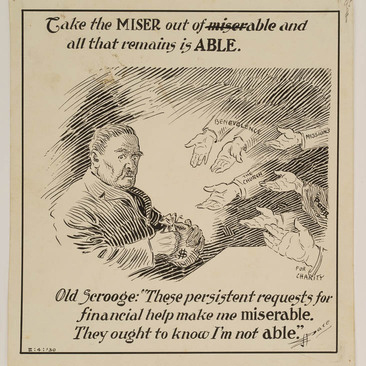 Take the MISER out of miserable and
all that remains is ABLE.
BENEVOLENCE
MISSIONS
THE
CHURCH
FOR
CHARITY
Old Scrooge: "These persistent requests for
financial help make me miserable.
They ought to know I'm not able."